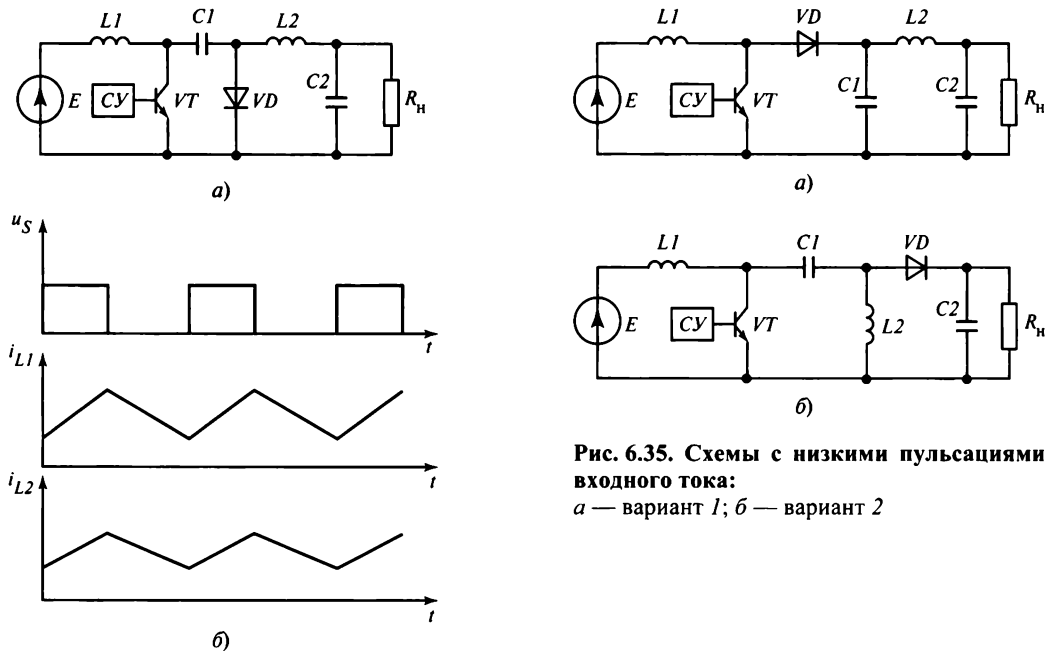 L1 C1 L2
E СУ VT VD C2 Rн
а)
uS
t
iL1
t
iL2
t
б)
L1 VD L2
E СУ VT C1 C2 Rн
а)
L1 C1 VD
E СУ VT L2 C2 Rн
б)
Рис. 6.35. Схемы с низкими пульсациями
входного тока:
а — вариант 1; б — вариант 2